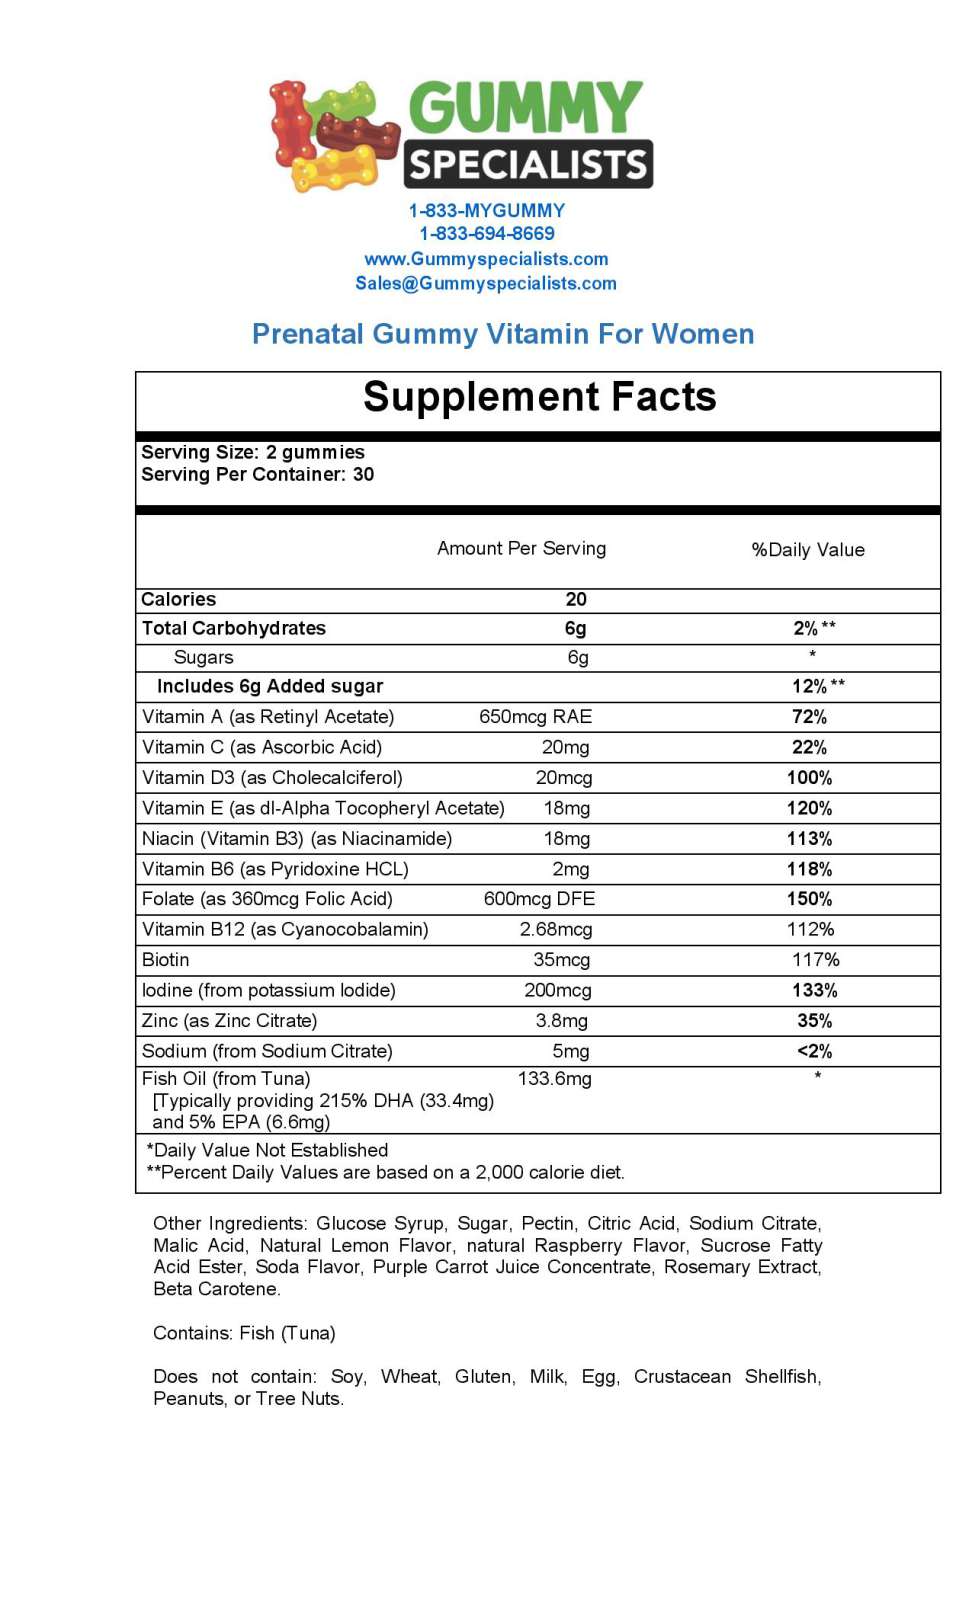 GUMMY
SPECIALISTS
1-833-MYGUMMY
1-833-694-8669
www.Gummyspecialists.com
Sales@Gummyspecialists.com
Prenatal Gummy Vitamin For Women
Supplement Facts
Serving Size: 2 gummies
Serving Per Container: 30
Amount Per Serving %Daily Value
Calories 20
Total Carbohydrates 6g 2% **
Sugars 6g *
Includes 6g Added sugar 12% **
Vitamin A (as Retinyl Acetate) 650mcg RAE 72%
Vitamin C (as Ascorbic Acid) 20mg 22%
Vitamin D3 (as Cholecalciferol) 20mcg 100%
Vitamin E (as dl-Alpha Tocopheryl Acetate) 18mg 120%
Niacin (Vitamin B3) (as Niacinamide) 18mg 113%
Vitamin B6 (as Pyridoxine HCL) 2mg 118%
Folate (as 360mcg Folic Acid) 600mcg DFE 150%
Vitamin B12 (as Cyanocobalamin) 2.68mcg 112%
Biotin 35mcg 117%
Iodine (from potassium Iodide) 200mcg 133%
Zinc (as Zinc Citrate) 3.8mg 35%
Sodium (from Sodium Citrate) 5mg <2%
Fish Oil (from Tuna) 133.6mg *
[Typically providing 215% DHA (33.4mg)
and 5% EPA (6.6mg)
*Daily Value Not Established
**Percent Daily Values are based on a 2,000 calorie diet.
Other Ingredients: Glucose Syrup, Sugar, Pectin, Citric Acid, Sodium Citrate,
Malic Acid, Natural Lemon Flavor, natural Raspberry Flavor, Sucrose Fatty
Acid Ester, Soda Flavor, Purple Carrot Juice Concentrate, Rosemary Extract,
Beta Carotene.
Contains: Fish (Tuna)
Does not contain: Soy, Wheat, Gluten, Milk, Egg, Crustacean Shellfish,
Peanuts, or Tree Nuts.